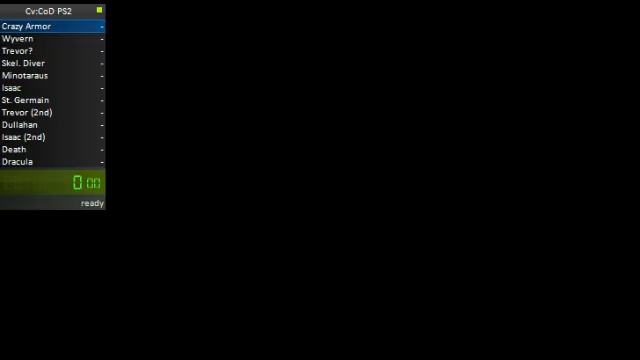 Cv:CoD PS2
Crazy Armor -
Wyvern -
Trevor? -
Skel. Diver -
Minotaraus -
Isaac -
St. Germain -
Trevor (2nd) -
Dullahan -
Isaac (2nd) -
Death -
Dracula -
0 00
ready